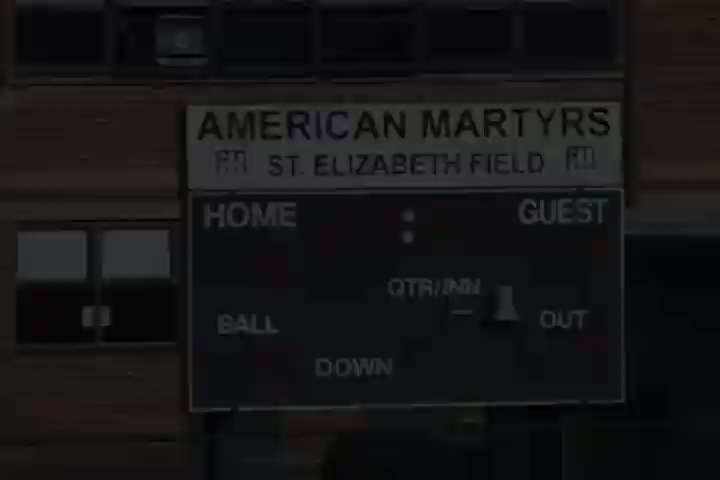 AMERICAN MARTYRS
ST. ELIZABETH FIELD
HOME : GUEST
QTR/INN
BALL OUT
DOWN